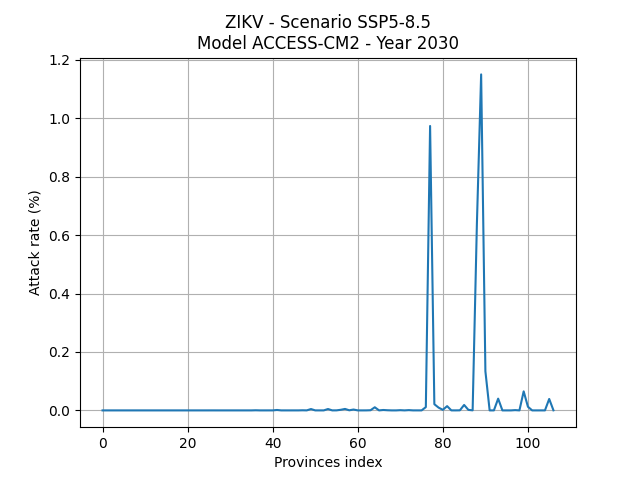 ZIKV - Scenario SSP5-8.5
Model ACCESS-CM2 - Year 2030
1.2
1.0
0.8
0.6
0.4
0.2
0.0
Attack rate (%)
0 20 40 60 80 100
Provinces index